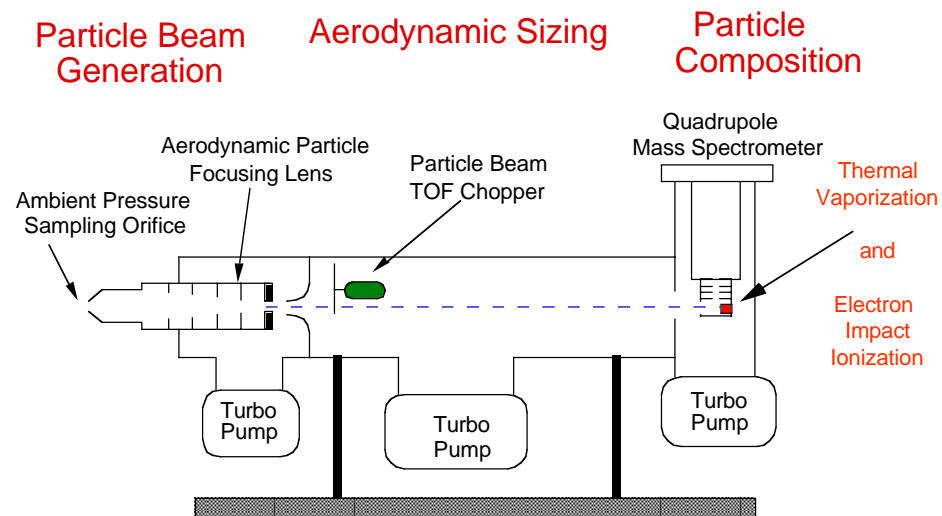 Particle Beam
Generation
Aerodynamic Sizing
Particle
Composition
Quadrupole
Mass Spectrometer
Aerodynamic Particle
Focusing Lens
Particle Beam
TOF Chopper
Thermal
Vaporization
and
Electron
Impact
Ionization
Ambient Pressure
Sampling Orifice
Turbo
Pump
Turbo
Pump
Turbo
Pump